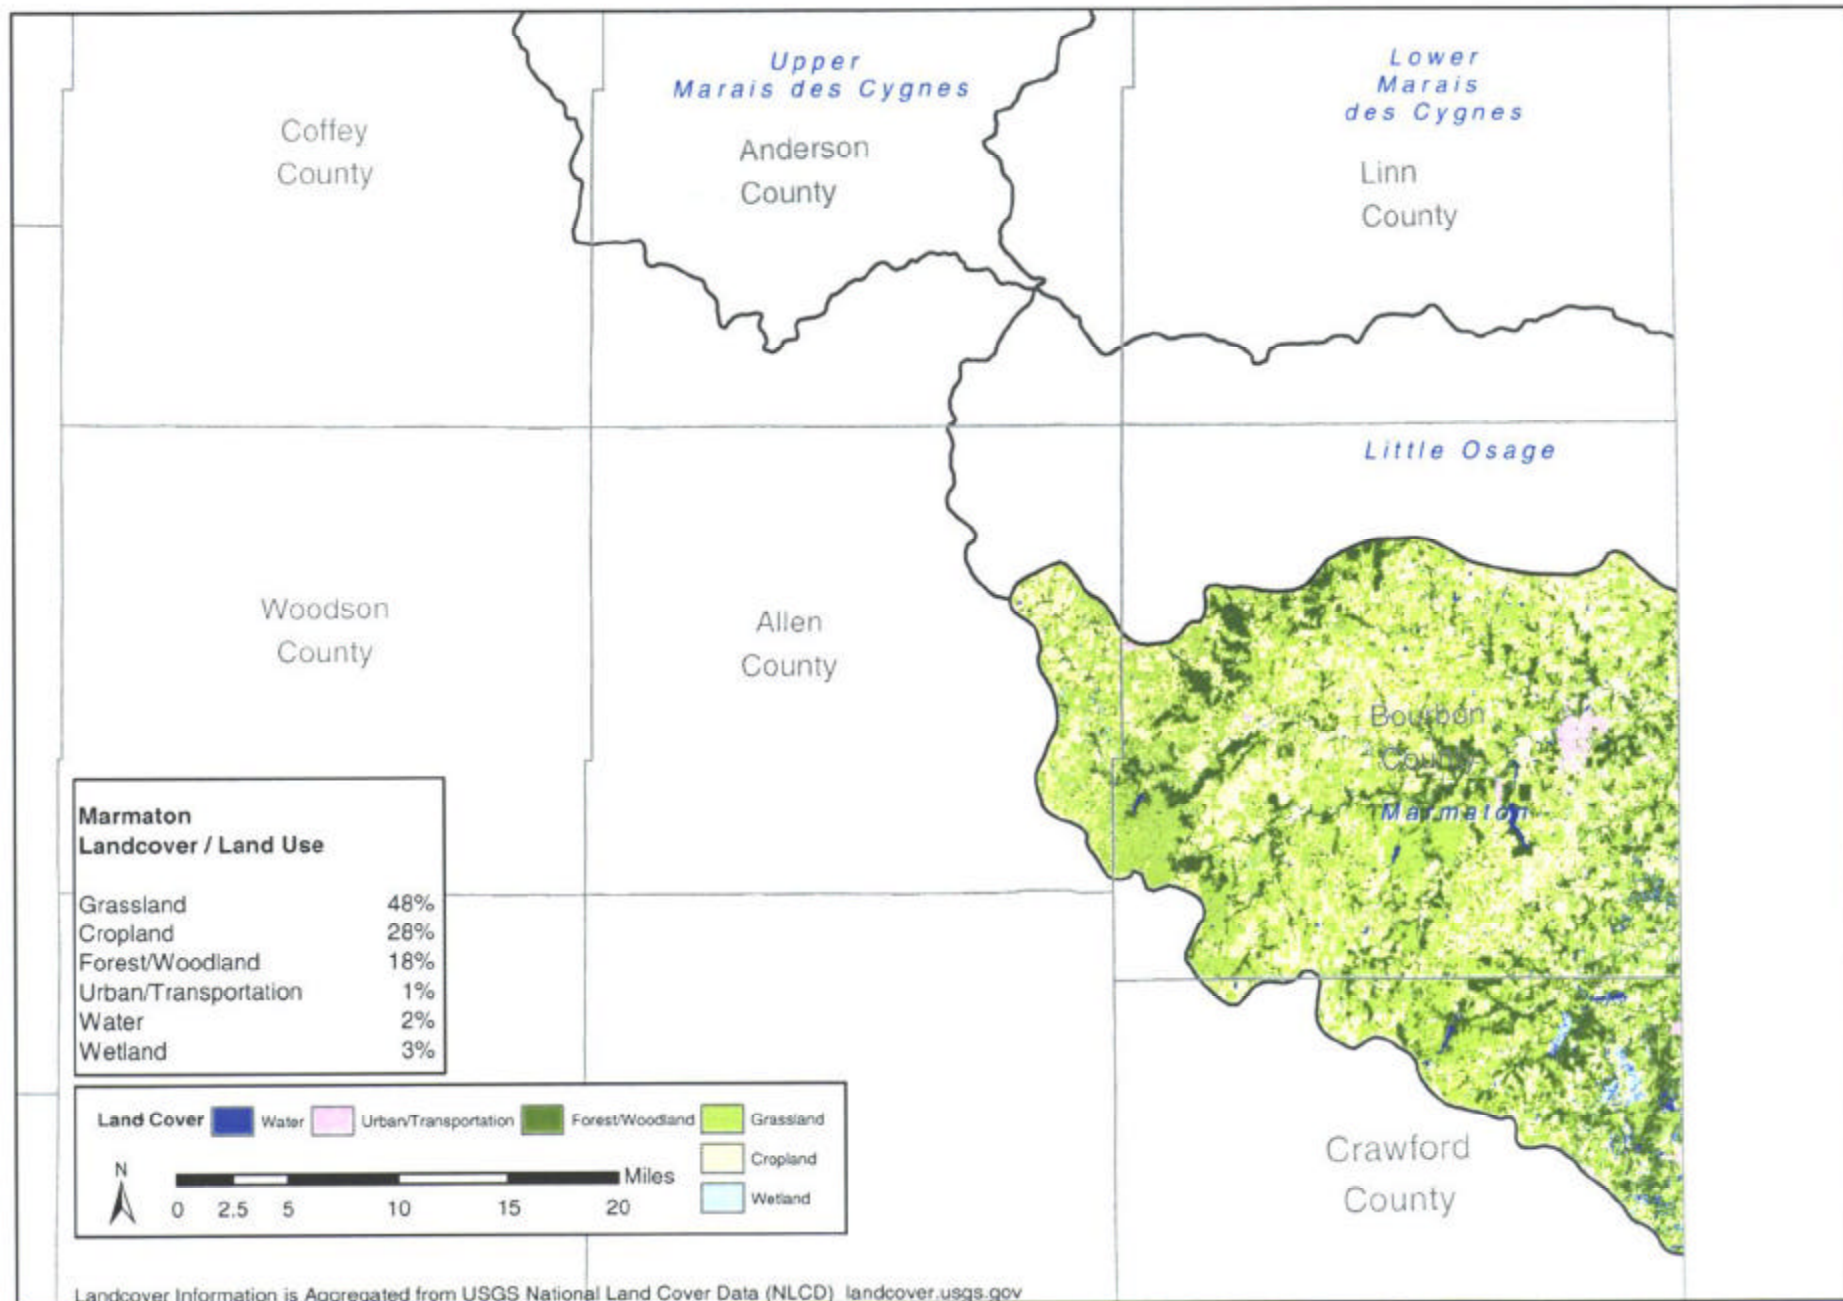 Upper
Marais des Cygnes
Lower
Marais
des Cygnes
Coffey
County
Anderson
County
Linn
County
Little Osage
Woodson
County
Allen
County
Bourbon
County
Marmaton
Marmaton
Landcover / Land Use
Grassland 48%
Cropland 28%
Forest/Woodland 18%
Urban/Transportation 1%
Water 2%
Wetland 3%
Land Cover Water Urban/Transportation Forest/Woodland Grassland
Cropland
Wetland
N
Miles
0 2.5 5 10 15 20
Crawford
County
Landcover Information is Aggregated from USGS National Land Cover Data (NLCD) landcover.usgs.gov